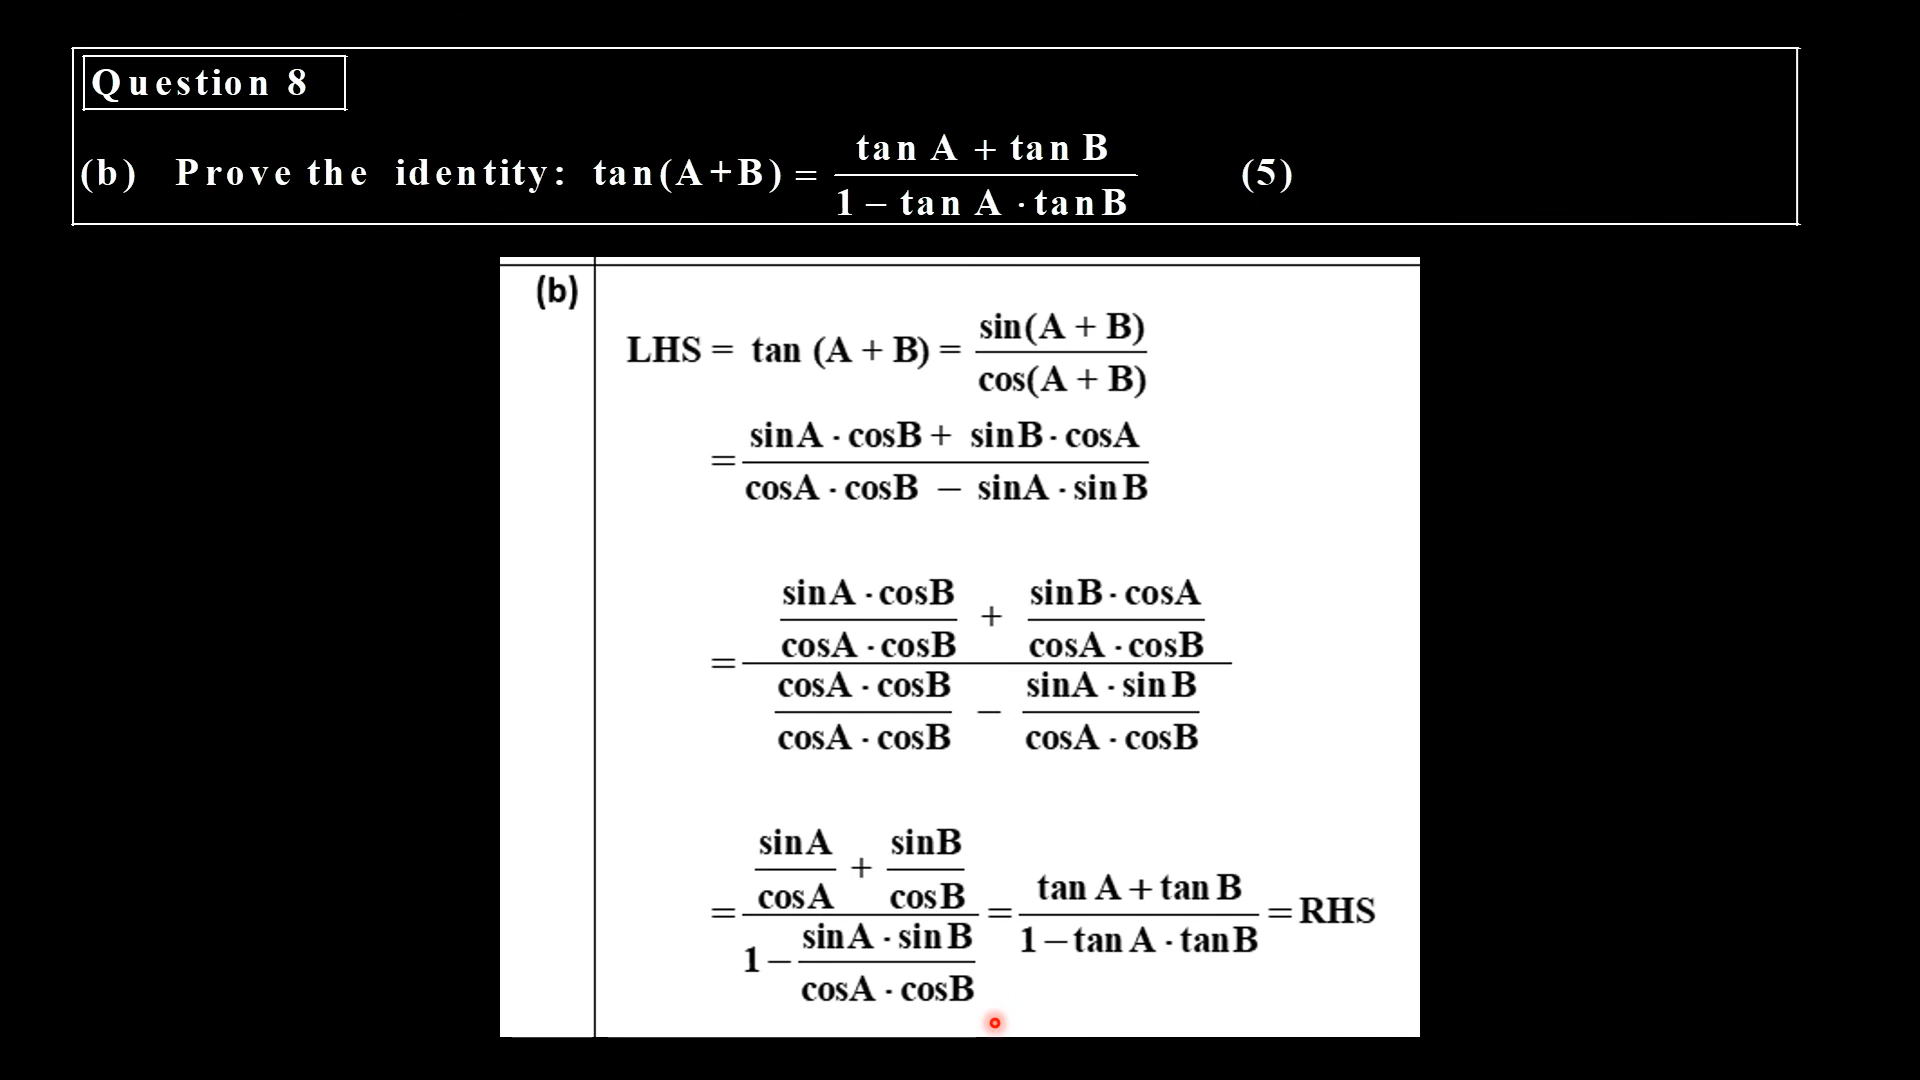 Question 8
(b) Prove the identity: tan(A+B) = (tan A + tan B)/(1 − tan A · tan B) (5)
(b)
LHS = tan (A + B) = sin(A + B)/cos(A + B)
= (sinA · cosB + sinB · cosA)/(cosA · cosB − sinA · sinB)
= ((sinA · cosB)/(cosA · cosB) + (sinB · cosA)/(cosA · cosB))/((cosA · cosB)/(cosA · cosB) − (sinA · sinB)/(cosA · cosB))
= (sinA/cosA + sinB/cosB)/(1 − (sinA · sinB)/(cosA · cosB)) = (tan A + tan B)/(1 − tan A · tanB) = RHS